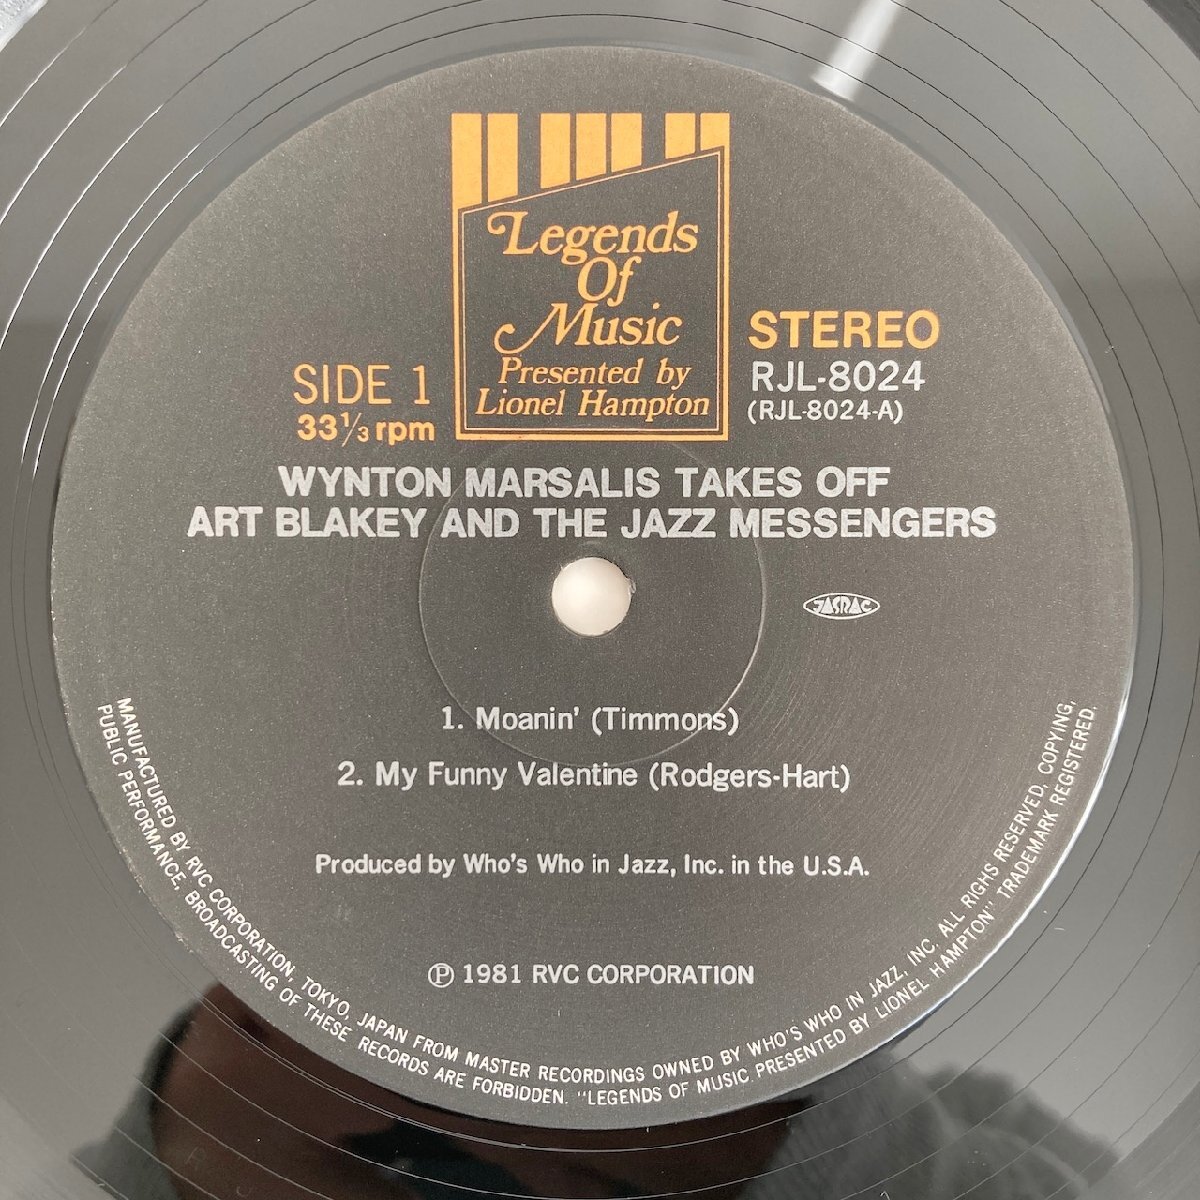 Legends
Of
Music
Presented by
Lionel Hampton
SIDE 1
33⅓ rpm
STEREO
RJL-8024
(RJL-8024-A)
WYNTON MARSALIS TAKES OFF
ART BLAKEY AND THE JAZZ MESSENGERS
JASRAC
1. Moanin' (Timmons)
2. My Funny Valentine (Rodgers-Hart)
Produced by Who's Who in Jazz, Inc. in the U.S.A.
Ⓟ 1981 RVC CORPORATION
MANUFACTURED BY RVC CORPORATION, TOKYO, JAPAN FROM MASTER RECORDINGS OWNED BY WHO'S WHO IN JAZZ, INC. ALL RIGHS RESERVED, COPYING,
PUBLIC PERFORMANCE, BROADCASTING OF THESE RECORDS ARE FORBIDDEN. "LEGENDS OF MUSIC PRESENTED BY LIONEL HAMPTON" TRADEMARK REGISTERED.